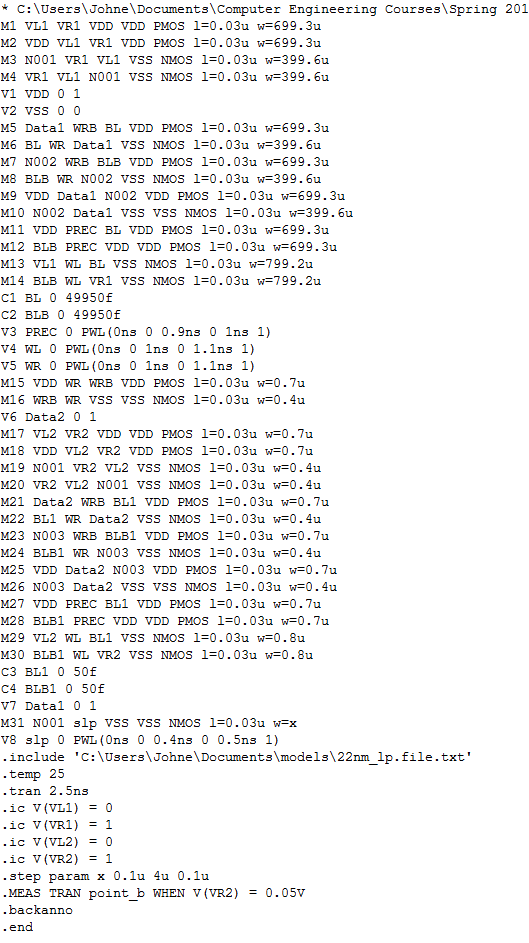 * C:\Users\Johne\Documents\Computer Engineering Courses\Spring 201
M1 VL1 VR1 VDD VDD PMOS l=0.03u w=699.3u
M2 VDD VL1 VR1 VDD PMOS l=0.03u w=699.3u
M3 N001 VR1 VL1 VSS NMOS l=0.03u w=399.6u
M4 VR1 VL1 N001 VSS NMOS l=0.03u w=399.6u
V1 VDD 0 1
V2 VSS 0 0
M5 Data1 WRB BL VDD PMOS l=0.03u w=699.3u
M6 BL WR Data1 VSS NMOS l=0.03u w=399.6u
M7 N002 WRB BLB VDD PMOS l=0.03u w=699.3u
M8 BLB WR N002 VSS NMOS l=0.03u w=399.6u
M9 VDD Data1 N002 VDD PMOS l=0.03u w=699.3u
M10 N002 Data1 VSS VSS NMOS l=0.03u w=399.6u
M11 VDD PREC BL VDD PMOS l=0.03u w=699.3u
M12 BLB PREC VDD VDD PMOS l=0.03u w=699.3u
M13 VL1 WL BL VSS NMOS l=0.03u w=799.2u
M14 BLB WL VR1 VSS NMOS l=0.03u w=799.2u
C1 BL 0 49950f
C2 BLB 0 49950f
V3 PREC 0 PWL(0ns 0 0.9ns 0 1ns 1)
V4 WL 0 PWL(0ns 0 1ns 0 1.1ns 1)
V5 WR 0 PWL(0ns 0 1ns 0 1.1ns 1)
M15 VDD WR WRB VDD PMOS l=0.03u w=0.7u
M16 WRB WR VSS VSS NMOS l=0.03u w=0.4u
V6 Data2 0 1
M17 VL2 VR2 VDD VDD PMOS l=0.03u w=0.7u
M18 VDD VL2 VR2 VDD PMOS l=0.03u w=0.7u
M19 N001 VR2 VL2 VSS NMOS l=0.03u w=0.4u
M20 VR2 VL2 N001 VSS NMOS l=0.03u w=0.4u
M21 Data2 WRB BL1 VDD PMOS l=0.03u w=0.7u
M22 BL1 WR Data2 VSS NMOS l=0.03u w=0.4u
M23 N003 WRB BLB1 VDD PMOS l=0.03u w=0.7u
M24 BLB1 WR N003 VSS NMOS l=0.03u w=0.4u
M25 VDD Data2 N003 VDD PMOS l=0.03u w=0.7u
M26 N003 Data2 VSS VSS NMOS l=0.03u w=0.4u
M27 VDD PREC BL1 VDD PMOS l=0.03u w=0.7u
M28 BLB1 PREC VDD VDD PMOS l=0.03u w=0.7u
M29 VL2 WL BL1 VSS NMOS l=0.03u w=0.8u
M30 BLB1 WL VR2 VSS NMOS l=0.03u w=0.8u
C3 BL1 0 50f
C4 BLB1 0 50f
V7 Data1 0 1
M31 N001 slp VSS VSS NMOS l=0.03u w=x
V8 slp 0 PWL(0ns 0 0.4ns 0 0.5ns 1)
.include 'C:\Users\Johne\Documents\models\22nm_lp.file.txt'
.temp 25
.tran 2.5ns
.ic V(VL1) = 0
.ic V(VR1) = 1
.ic V(VL2) = 0
.ic V(VR2) = 1
.step param x 0.1u 4u 0.1u
.MEAS TRAN point_b WHEN V(VR2) = 0.05V
.backanno
.end